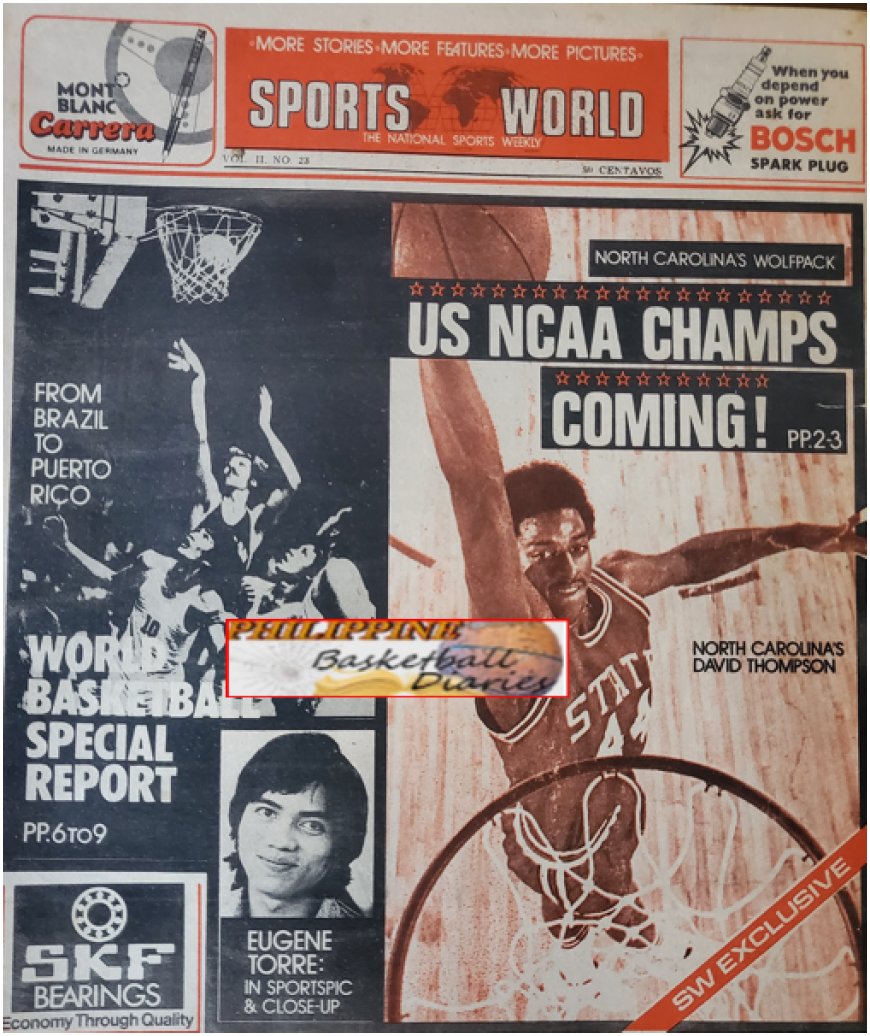 MONT
BLANC
Carrera
MADE IN GERMANY
•MORE STORIES•MORE FEATURES•MORE PICTURES•
SPORTS WORLD
THE NATIONAL SPORTS WEEKLY
VOL. II. NO. 23
50 CENTAVOS
When you
depend
on power
ask for
BOSCH
SPARK PLUG
NORTH CAROLINA'S WOLFPACK
US NCAA CHAMPS
COMING! PP.2-3
FROM
BRAZIL
TO
PUERTO
RICO
10
WORLD
BASKETBALL
SPECIAL
REPORT
PP.6TO9
PHILIPPINE
Basketball
Diaries
NORTH CAROLINA'S
DAVID THOMPSON
STATE
44
EUGENE
TORRE:
IN SPORTSPIC
& CLOSE-UP
SKF
BEARINGS
Economy Through Quality
SW EXCLUSIVE